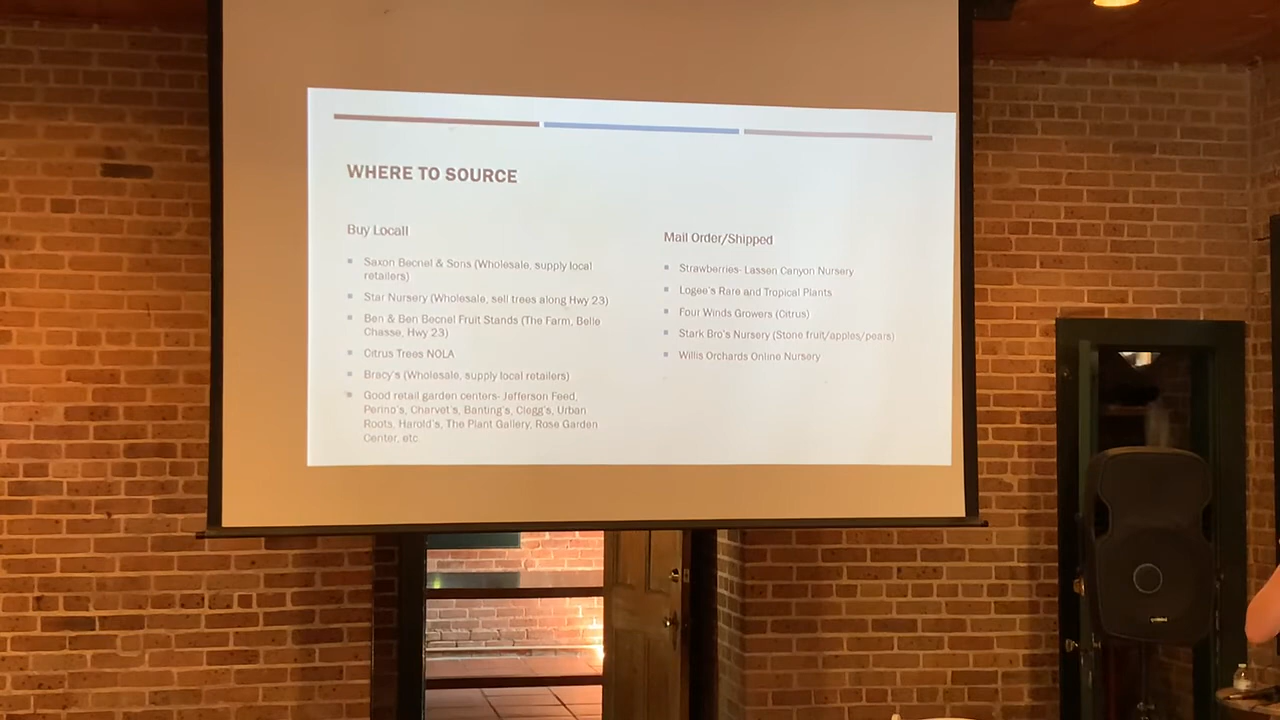 WHERE TO SOURCE
Buy Local!
Saxon Becnel & Sons (Wholesale, supply local
retailers)
Star Nursery (Wholesale, sell trees along Hwy 23)
Ben & Ben Becnel Fruit Stands (The Farm, Belle
Chasse, Hwy 23)
Citrus Trees NOLA
Bracy's (Wholesale, supply local retailers)
Good retail garden centers- Jefferson Feed,
Perino's, Charvet's, Banting's, Clegg's, Urban
Roots, Harold's, The Plant Gallery, Rose Garden
Center, etc.
Mail Order/Shipped
Strawberries- Lassen Canyon Nursery
Logee's Rare and Tropical Plants
Four Winds Growers (Citrus)
Stark Bro's Nursery (Stone fruit/apples/pears)
Willis Orchards Online Nursery